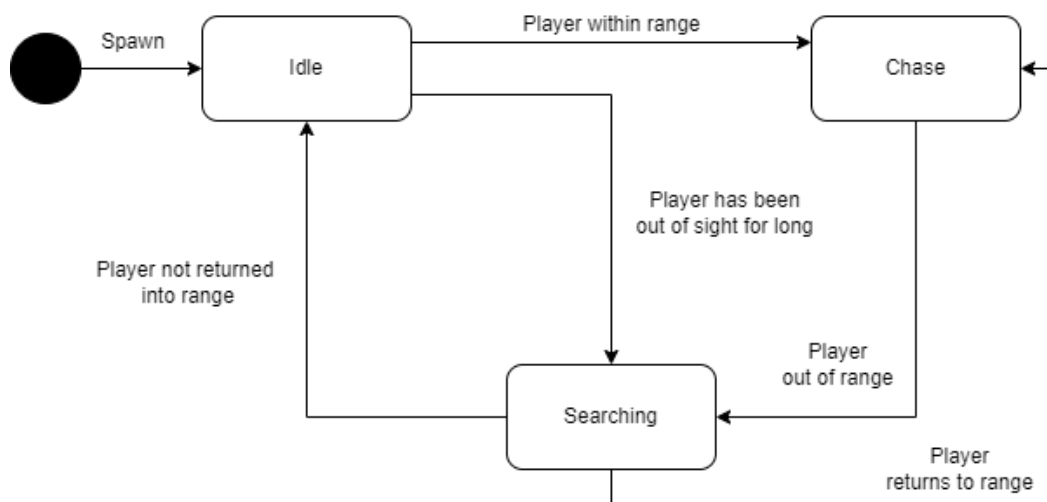 Spawn
Idle
Player within range
Chase
Player has been
out of sight for long
Player not returned
into range
Player
out of range
Searching
Player
returns to range